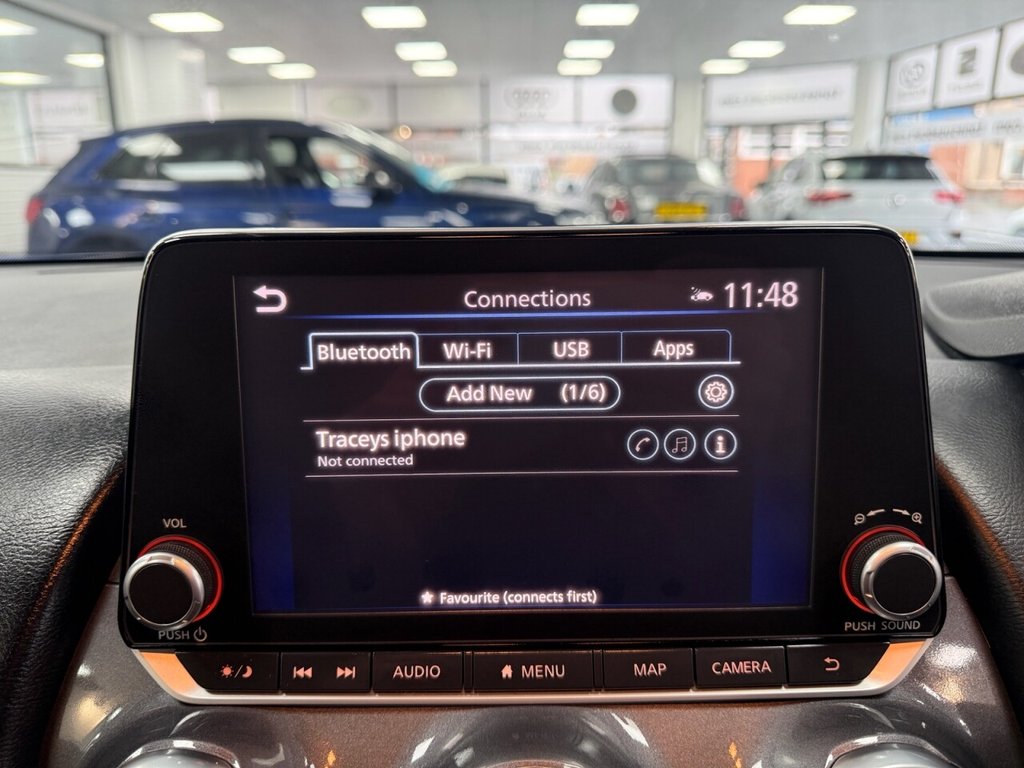 Connections
11:48
Bluetooth Wi-Fi USB Apps
Add New (1/6)
Traceys iphone
Not connected
Favourite (connects first)
VOL
PUSH
PUSH SOUND
AUDIO MENU MAP CAMERA